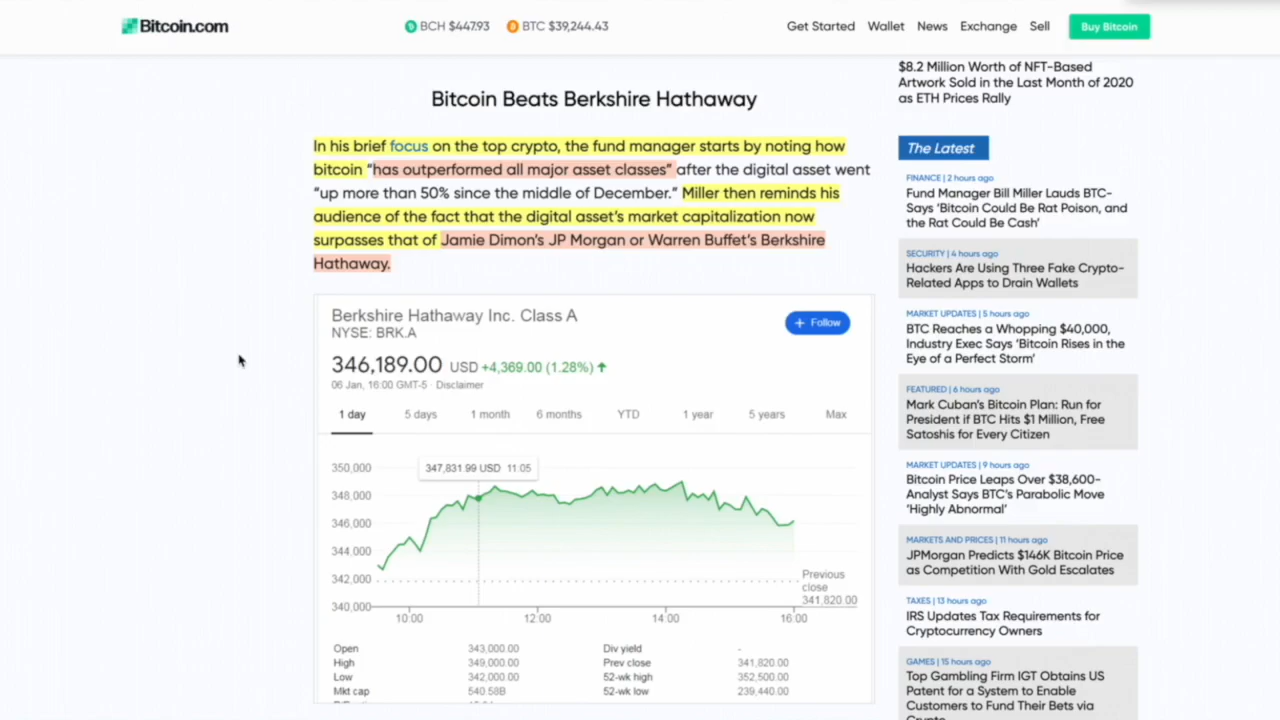 Bitcoin.com
BCH $447.93
BTC $39,244.43
Get Started
Wallet
News
Exchange
Sell
Buy Bitcoin
Bitcoin Beats Berkshire Hathaway
In his brief focus on the top crypto, the fund manager starts by noting how
bitcoin “has outperformed all major asset classes” after the digital asset went
“up more than 50% since the middle of December.” Miller then reminds his
audience of the fact that the digital asset’s market capitalization now
surpasses that of Jamie Dimon’s JP Morgan or Warren Buffet’s Berkshire
Hathaway.
Berkshire Hathaway Inc. Class A
NYSE: BRK.A
+ Follow
346,189.00 USD +4,369.00 (1.28%) ↑
06 Jan, 16:00 GMT-5 · Disclaimer
1 day
5 days
1 month
6 months
YTD
1 year
5 years
Max
347,831.99 USD 11:05
350,000
348,000
346,000
344,000
342,000
340,000
Previous
close
341,820.00
10:00
12:00
14:00
16:00
Open 343,000.00
High 349,000.00
Low 342,000.00
Mkt cap 540.58B
Div yield -
Prev close 341,820.00
52-wk high 352,500.00
52-wk low 239,440.00
$8.2 Million Worth of NFT-Based
Artwork Sold in the Last Month of 2020
as ETH Prices Rally
The Latest
FINANCE | 2 hours ago
Fund Manager Bill Miller Lauds BTC-
Says ‘Bitcoin Could Be Rat Poison, and
the Rat Could Be Cash’
SECURITY | 4 hours ago
Hackers Are Using Three Fake Crypto-
Related Apps to Drain Wallets
MARKET UPDATES | 5 hours ago
BTC Reaches a Whopping $40,000,
Industry Exec Says ‘Bitcoin Rises in the
Eye of a Perfect Storm’
FEATURED | 6 hours ago
Mark Cuban’s Bitcoin Plan: Run for
President if BTC Hits $1 Million, Free
Satoshis for Every Citizen
MARKET UPDATES | 9 hours ago
Bitcoin Price Leaps Over $38,600-
Analyst Says BTC’s Parabolic Move
‘Highly Abnormal’
MARKETS AND PRICES | 11 hours ago
JPMorgan Predicts $146K Bitcoin Price
as Competition With Gold Escalates
TAXES | 13 hours ago
IRS Updates Tax Requirements for
Cryptocurrency Owners
GAMES | 15 hours ago
Top Gambling Firm IGT Obtains US
Patent for a System to Enable
Customers to Fund Their Bets via